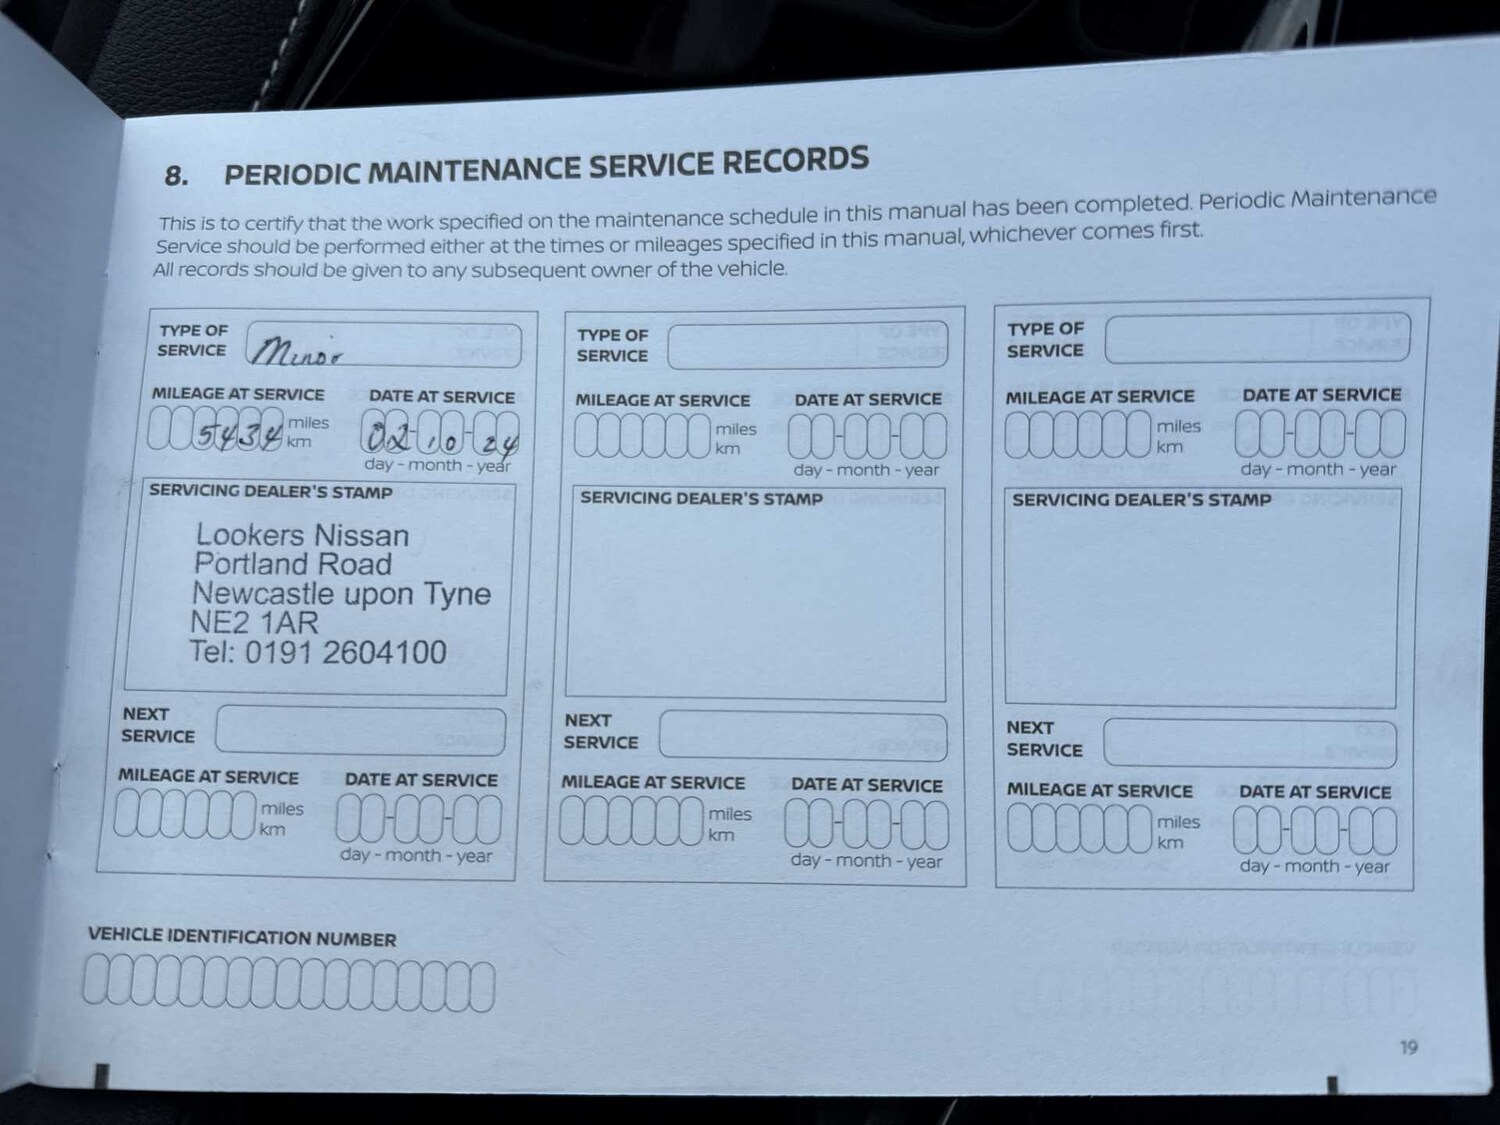 8. PERIODIC MAINTENANCE SERVICE RECORDS
This is to certify that the work specified on the maintenance schedule in this manual has been completed. Periodic Maintenance
Service should be performed either at the times or mileages specified in this manual, whichever comes first.
All records should be given to any subsequent owner of the vehicle.
TYPE OF
SERVICE
Minor
MILEAGE AT SERVICE
5434 miles
km
DATE AT SERVICE
02-10-24
day - month - year
SERVICING DEALER'S STAMP
Lookers Nissan
Portland Road
Newcastle upon Tyne
NE2 1AR
Tel: 0191 2604100
NEXT
SERVICE
MILEAGE AT SERVICE
miles
km
DATE AT SERVICE
day - month - year
TYPE OF
SERVICE
MILEAGE AT SERVICE
miles
km
DATE AT SERVICE
day - month - year
SERVICING DEALER'S STAMP
NEXT
SERVICE
MILEAGE AT SERVICE
miles
km
DATE AT SERVICE
day - month - year
TYPE OF
SERVICE
MILEAGE AT SERVICE
miles
km
DATE AT SERVICE
day - month - year
SERVICING DEALER'S STAMP
NEXT
SERVICE
MILEAGE AT SERVICE
miles
km
DATE AT SERVICE
day - month - year
VEHICLE IDENTIFICATION NUMBER
19